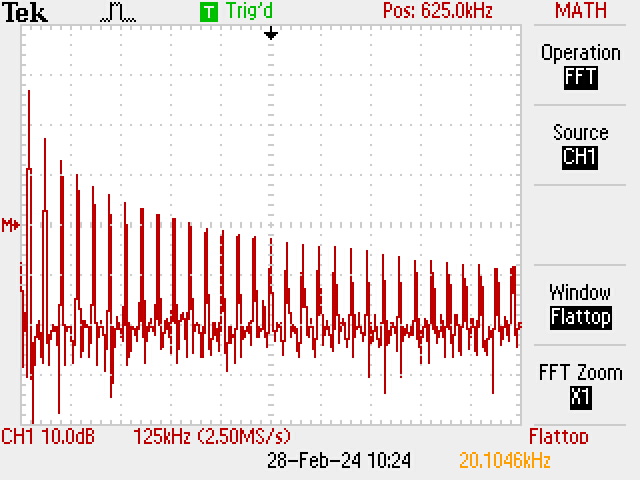 Tek T Trig'd Pos: 625.0kHz MATH
Operation
FFT
Source
CH1
M
Window
Flattop
FFT Zoom
X1
CH1 10.0dB 125kHz (2.50MS/s) Flattop
28-Feb-24 10:24 20.1046kHz